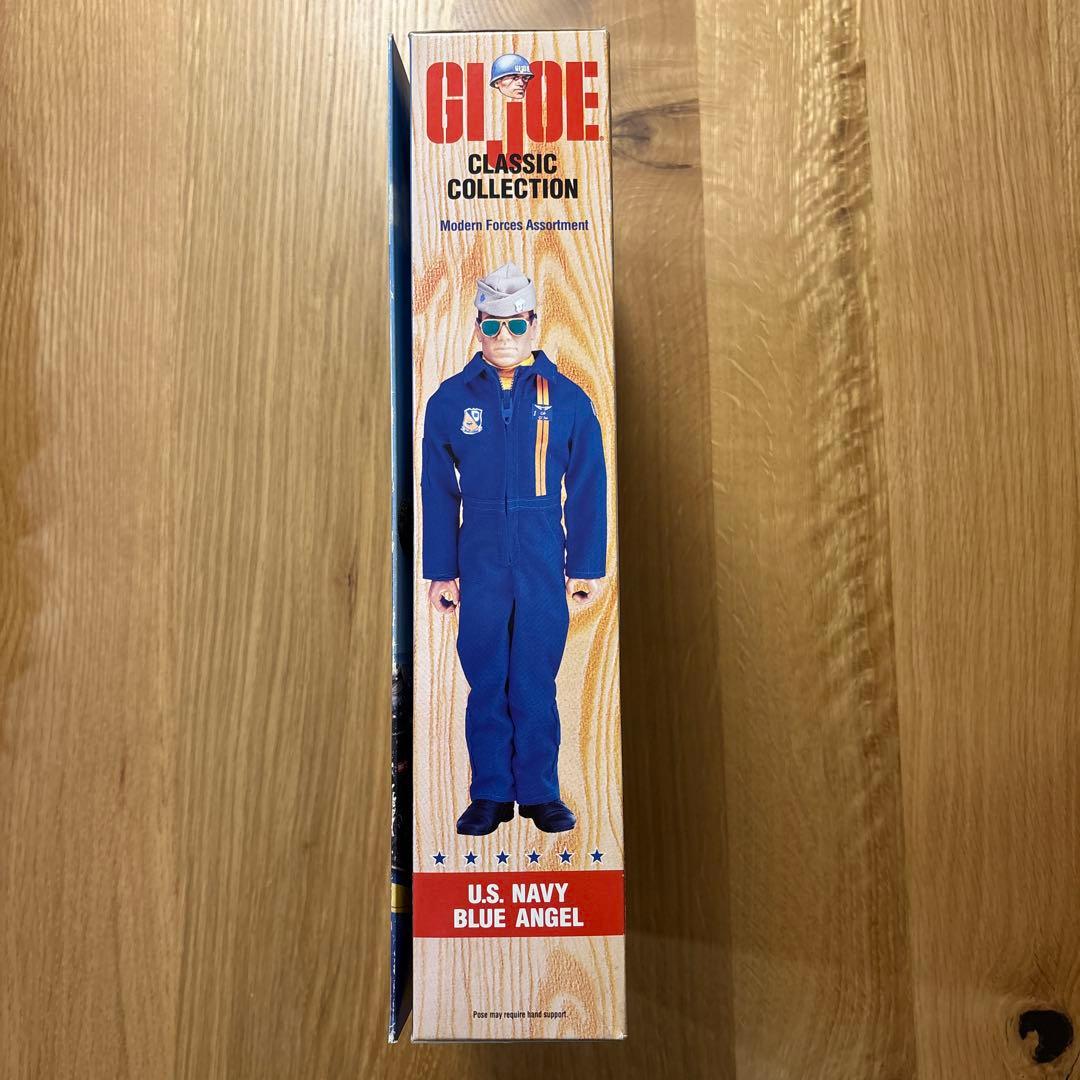 GI JOE
CLASSIC
COLLECTION
Modern Forces Assortment
U.S. NAVY
BLUE ANGEL
Pose may require hand support.